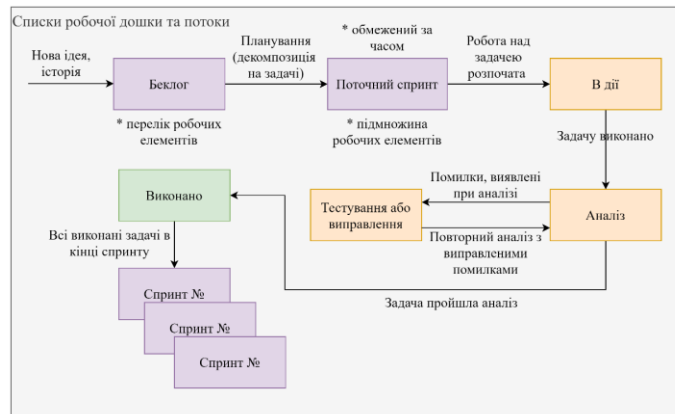 Списки робочої дошки та потоки
Нова ідея,
історія
Беклог
* перелік робочих
елементів
Планування
(декомпозиція
на задачі)
* обмежений за
часом
Поточний спринт
* підмножина
робочих елементів
Робота над
задачею
розпочата
В дії
Задачу виконано
Аналіз
Помилки, виявлені
при аналізі
Тестування або
виправлення
Повторний аналіз з
виправленими
помилками
Задача пройшла аналіз
Виконано
Всі виконані задачі в
кінці спринту
Спринт №
Спринт №
Спринт №